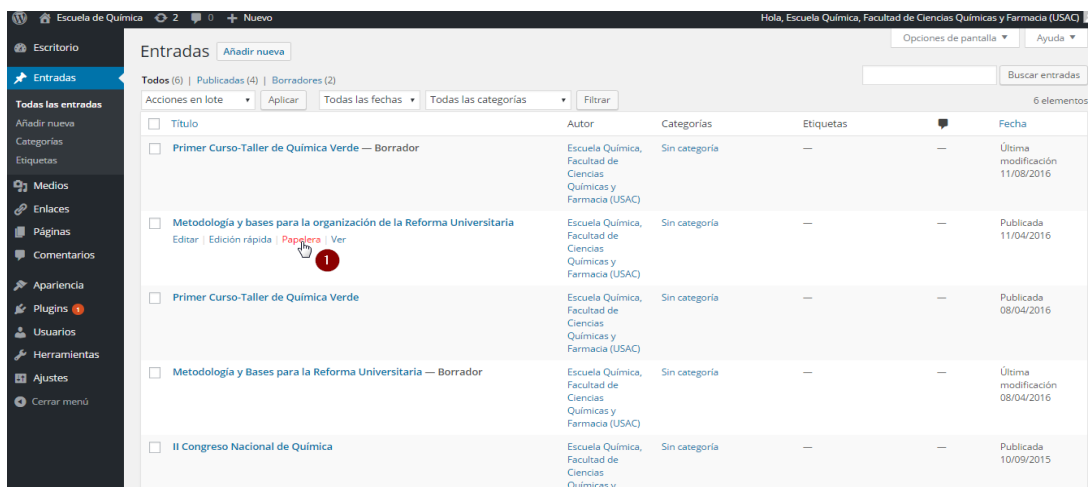 Escuela de Química 2 0 + Nuevo Hola, Escuela Química, Facultad de Ciencias Químicas y Farmacia (USAC)
Opciones de pantalla ▼ Ayuda ▼
Escritorio
Entradas
Todas las entradas
Añadir nueva
Categorías
Etiquetas
Medios
Enlaces
Páginas
Comentarios
Apariencia
Plugins 1
Usuarios
Herramientas
Ajustes
Cerrar menú
Entradas Añadir nueva
Todos (6) | Publicadas (4) | Borradores (2)
Buscar entradas
Acciones en lote Aplicar Todas las fechas Todas las categorías Filtrar
6 elementos
Título Autor Categorías Etiquetas Fecha
Primer Curso-Taller de Química Verde — Borrador
Escuela Química,
Facultad de
Ciencias
Químicas y
Farmacia (USAC)
Sin categoría
—
—
Última
modificación
11/08/2016
Metodología y bases para la organización de la Reforma Universitaria
Editar | Edición rápida | Papelera | Ver
1
Escuela Química,
Facultad de
Ciencias
Químicas y
Farmacia (USAC)
Sin categoría
—
—
Publicada
11/04/2016
Primer Curso-Taller de Química Verde
Escuela Química,
Facultad de
Ciencias
Químicas y
Farmacia (USAC)
Sin categoría
—
—
Publicada
08/04/2016
Metodología y Bases para la Reforma Universitaria — Borrador
Escuela Química,
Facultad de
Ciencias
Químicas y
Farmacia (USAC)
Sin categoría
—
—
Última
modificación
08/04/2016
II Congreso Nacional de Química
Escuela Química,
Facultad de
Ciencias
Químicas y
Sin categoría
—
—
Publicada
10/09/2015